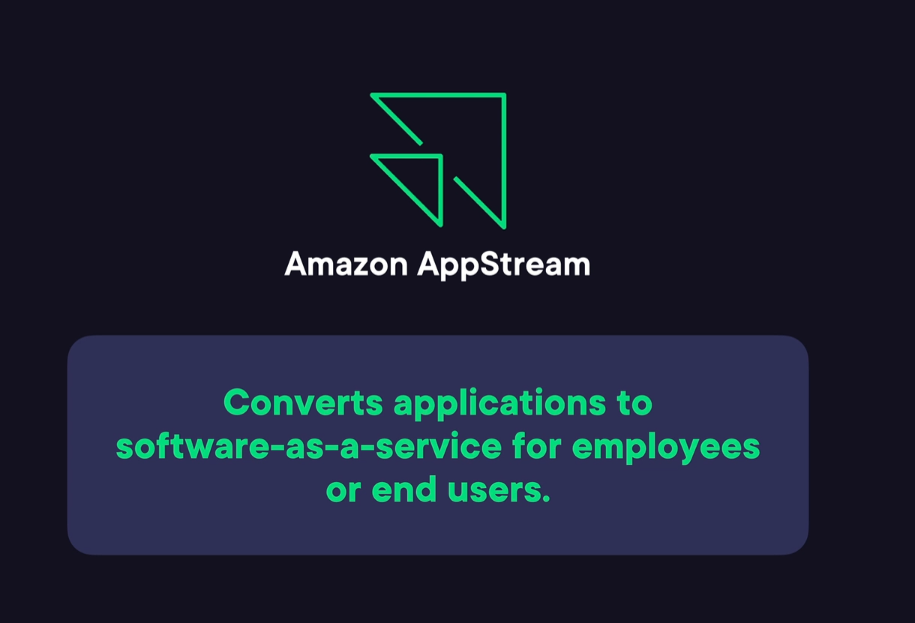 Amazon AppStream
Converts applications to
software-as-a-service for employees
or end users.